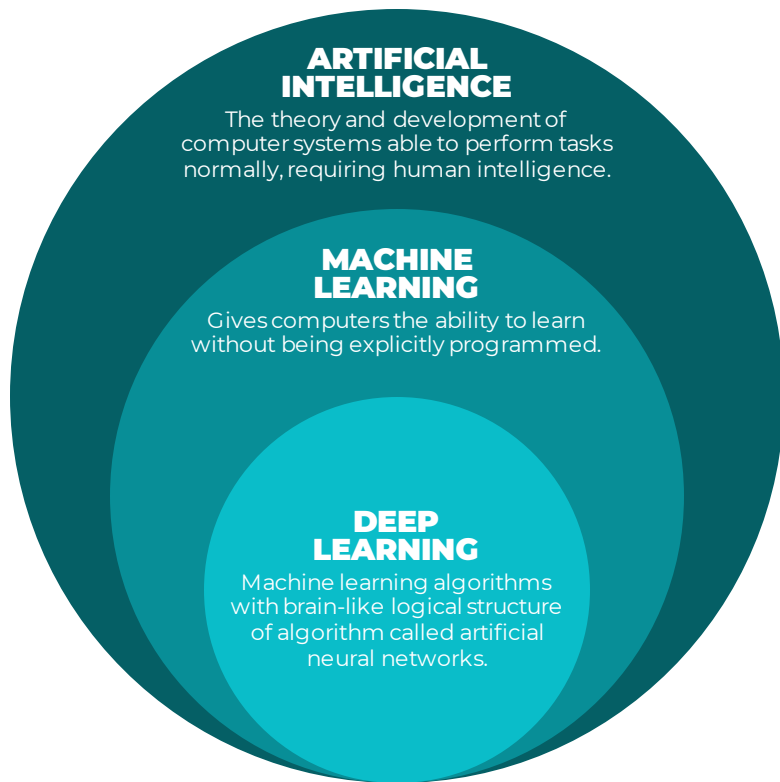 ARTIFICIAL
INTELLIGENCE
The theory and development of
computer systems able to perform tasks
normally, requiring human intelligence.
MACHINE
LEARNING
Gives computers the ability to learn
without being explicitly programmed.
DEEP
LEARNING
Machine learning algorithms
with brain-like logical structure
of algorithm called artificial
neural networks.